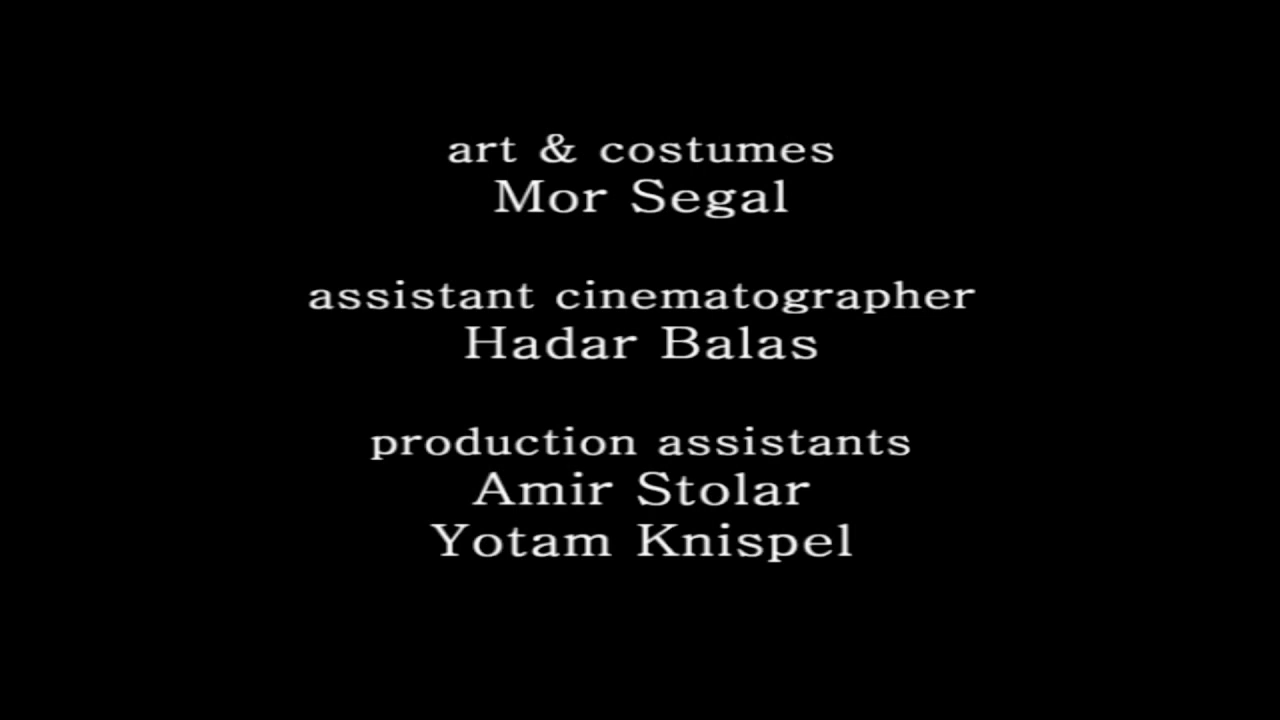 art & costumes
Mor Segal
assistant cinematographer
Hadar Balas
production assistants
Amir Stolar
Yotam Knispel